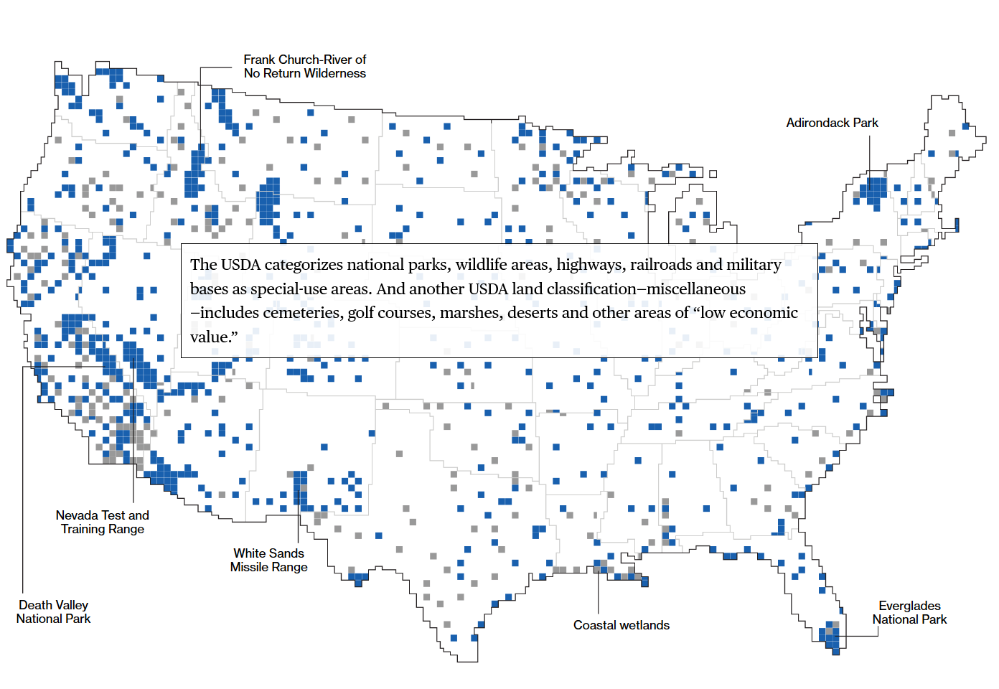 Frank Church-River of
No Return Wilderness
Adirondack Park
The USDA categorizes national parks, wildlife areas, highways, railroads and military
bases as special-use areas. And another USDA land classification—miscellaneous
—includes cemeteries, golf courses, marshes, deserts and other areas of “low economic
value.”
Nevada Test and
Training Range
White Sands
Missile Range
Death Valley
National Park
Coastal wetlands
Everglades
National Park